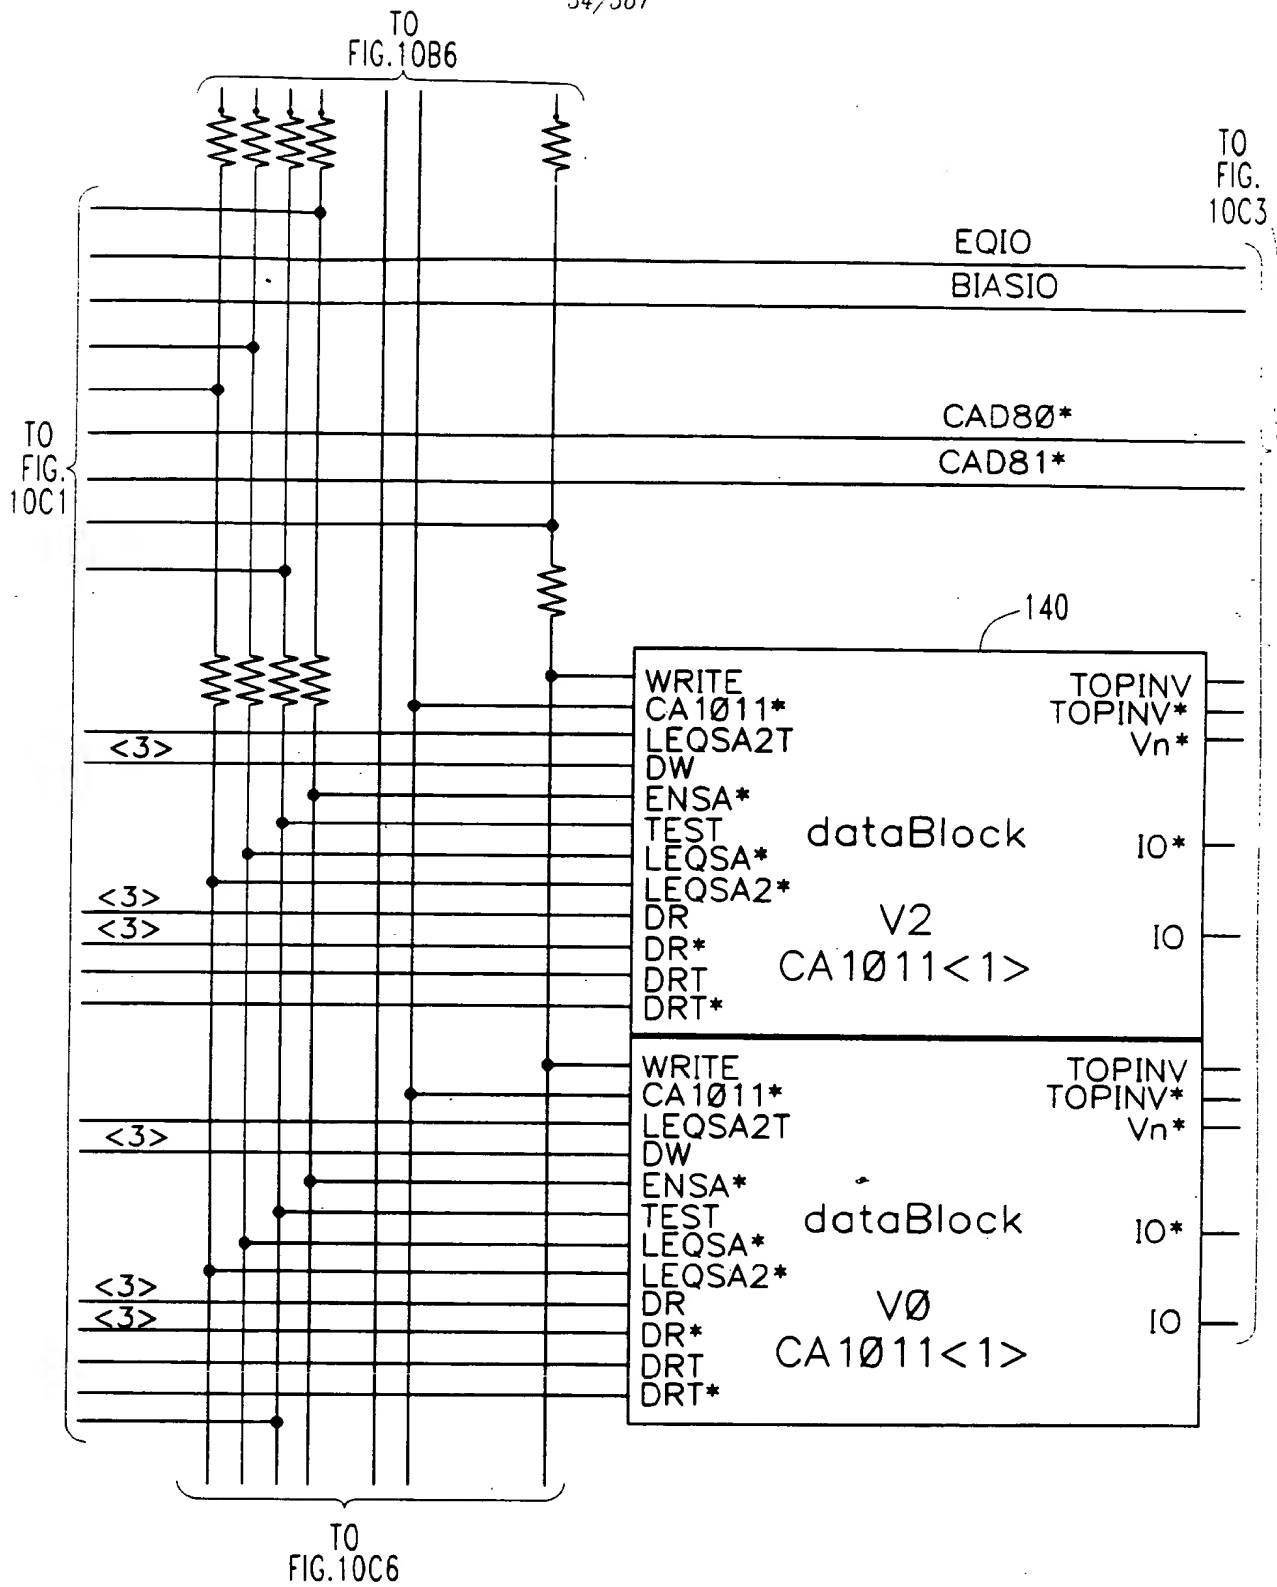 TO
FIG.10B6
TO
FIG.
10C3
EQIO
BIASIO
CAD8Ø*
CAD81*
TO
FIG.
10C1
140
WRITE
CA1Ø11*
LEQSA2T
<3>
DW
ENSA*
TEST
LEQSA*
LEQSA2*
<3>
DR
<3>
DR*
DRT
DRT*
TOPINV
TOPINV*
Vn*
dataBlock
IO*
V2
IO
CA1Ø11<1>
WRITE
CA1Ø11*
LEQSA2T
<3>
DW
ENSA*
TEST
LEQSA*
LEQSA2*
<3>
DR
<3>
DR*
DRT
DRT*
TOPINV
TOPINV*
Vn*
dataBlock
IO*
VØ
IO
CA1Ø11<1>
TO
FIG.10C6